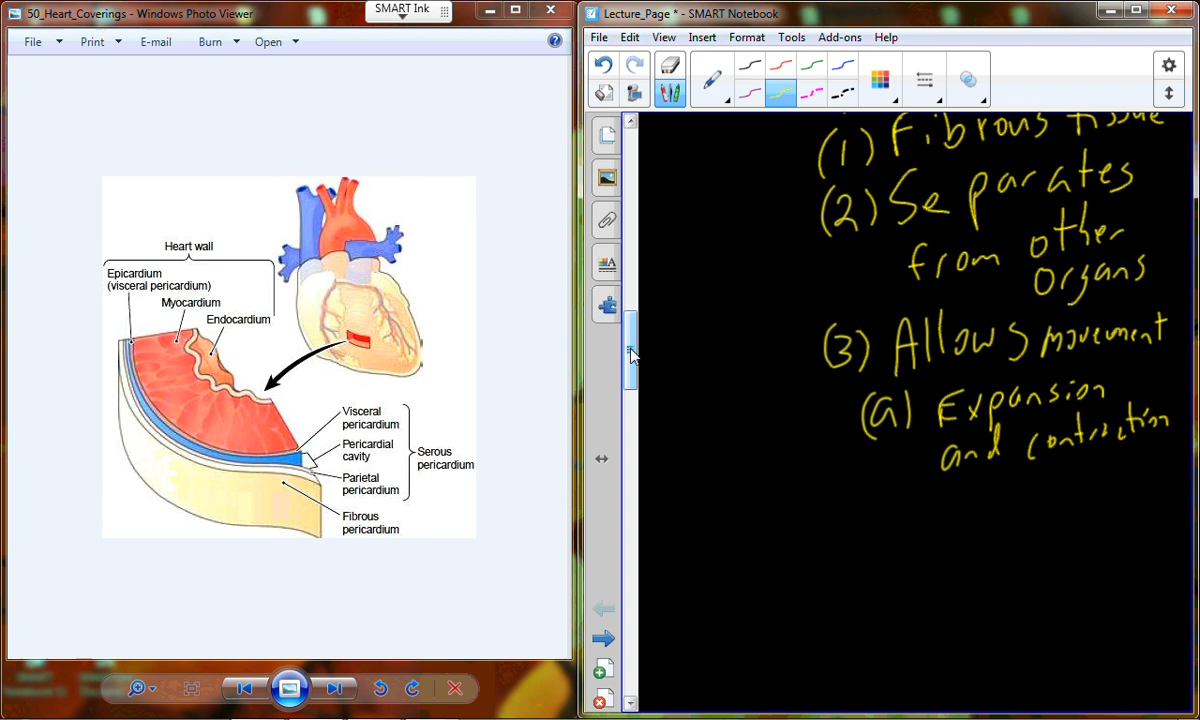 50_Heart_Coverings - Windows Photo Viewer
SMART Ink
File Print E-mail Burn Open
Heart wall
Epicardium
(visceral pericardium)
Myocardium
Endocardium
Visceral
pericardium
Pericardial
cavity
Serous
pericardium
Parietal
pericardium
Fibrous
pericardium
Lecture_Page * - SMART Notebook
File Edit View Insert Format Tools Add-ons Help
(1) Fibrous tissue
(2) Separates
from other
organs
(3) Allows movement
(a) Expansion
and contraction